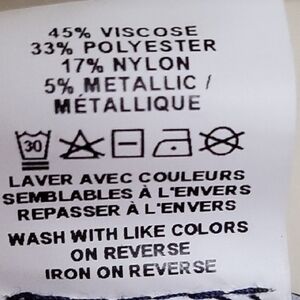 45% VISCOSE
33% POLYESTER
17% NYLON
5% METALLIC /
MÉTALLIQUE
30
LAVER AVEC COULEURS
SEMBLABLES À L'ENVERS
REPASSER À L'ENVERS
WASH WITH LIKE COLORS
ON REVERSE
IRON ON REVERSE